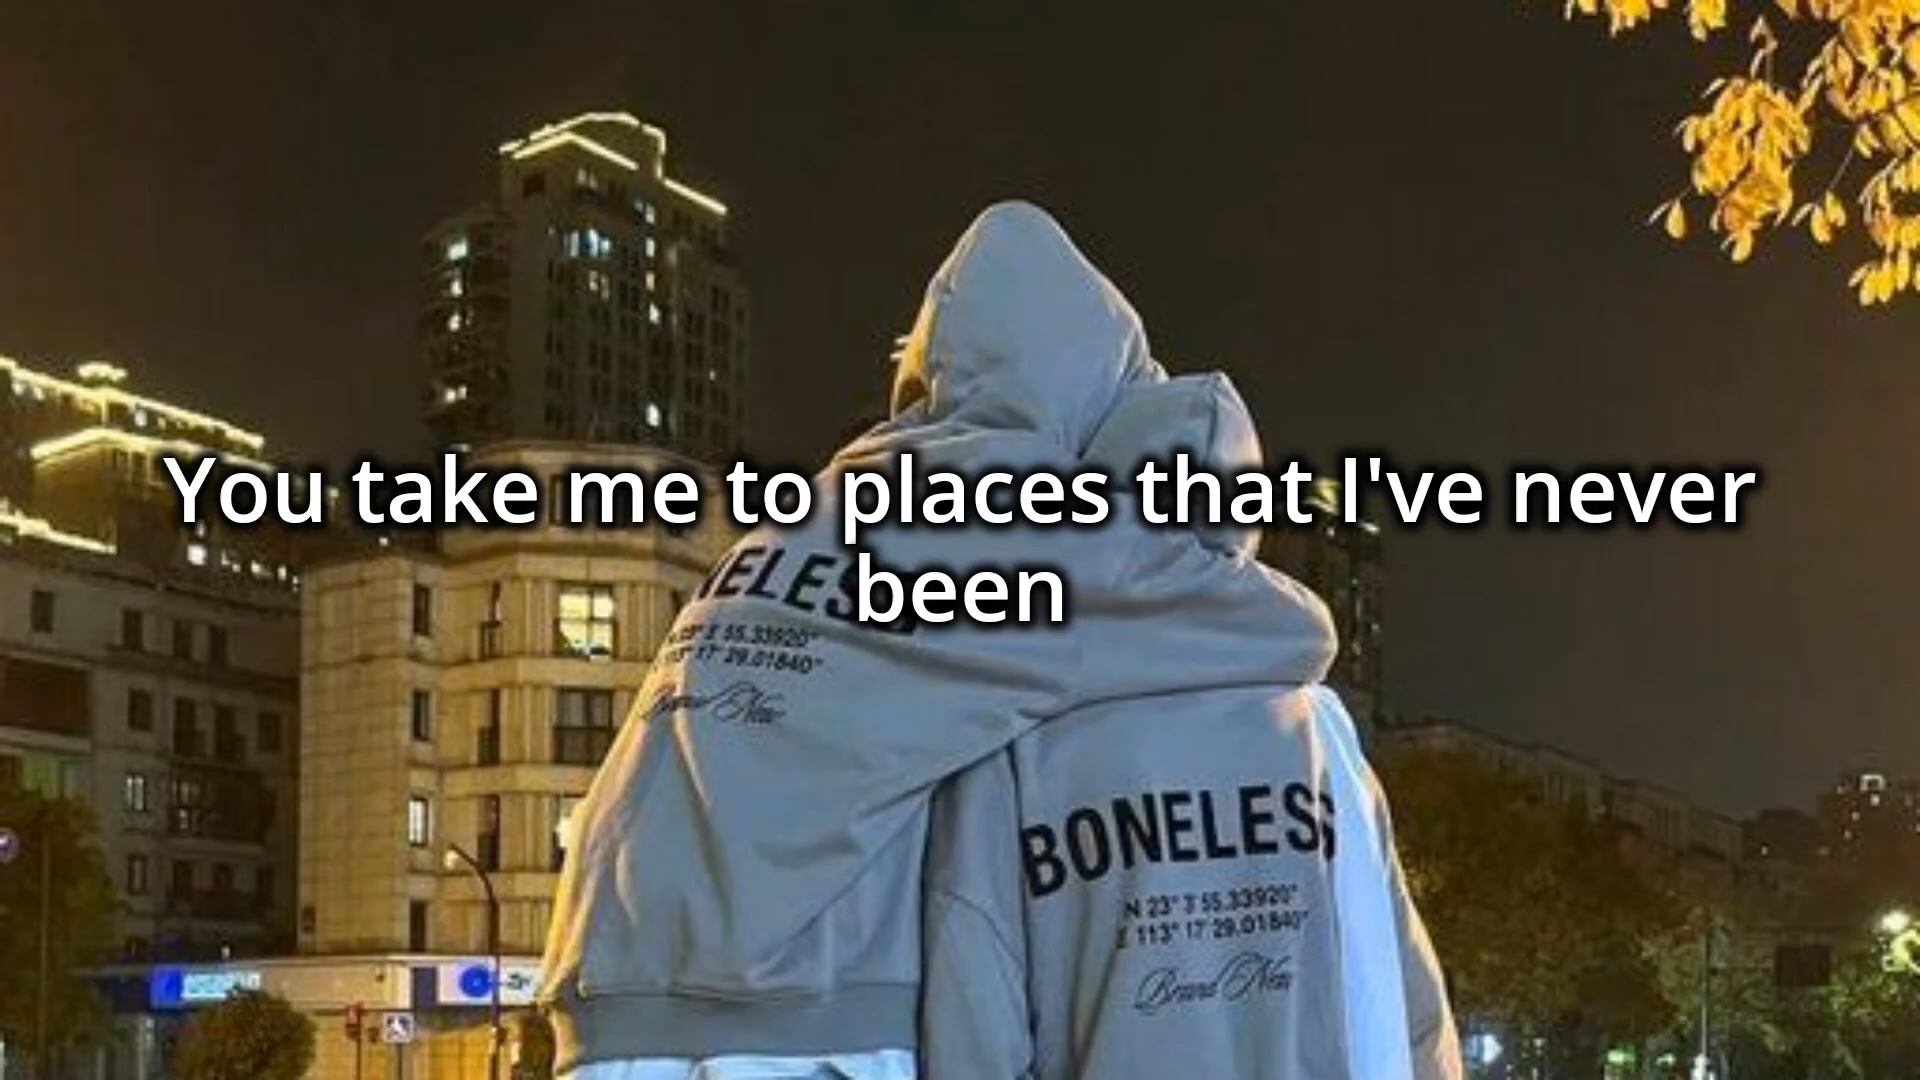 You take me to places that I've never
been
BONELESS
N 23° 3'55.33920"
E 113° 17'29.01840"
Brand New